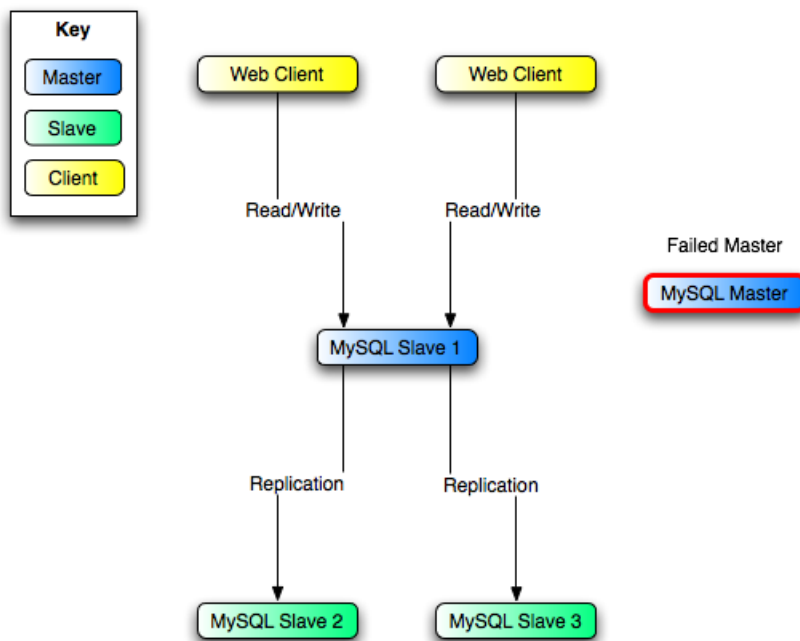 Key
Master
Slave
Client
Web Client
Web Client
Read/Write
Read/Write
Failed Master
MySQL Master
MySQL Slave 1
Replication
Replication
MySQL Slave 2
MySQL Slave 3